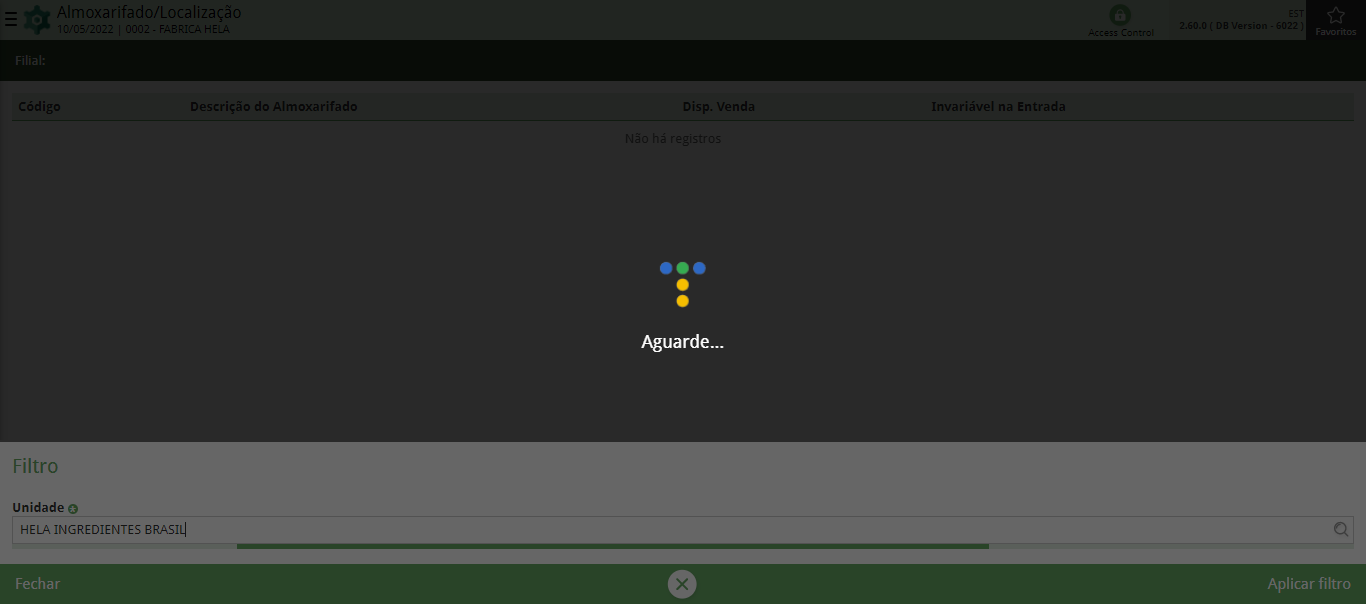 Almoxarifado/Localização
10/05/2022 | 0002 - FABRICA HELA
Access Control
EST
2.60.0 ( DB Version - 6022 )
Favoritos
Filial:
Código Descrição do Almoxarifado Disp. Venda Invariável na Entrada
Não há registros
Aguarde...
Filtro
Unidade
HELA INGREDIENTES BRASIL
Fechar Aplicar filtro